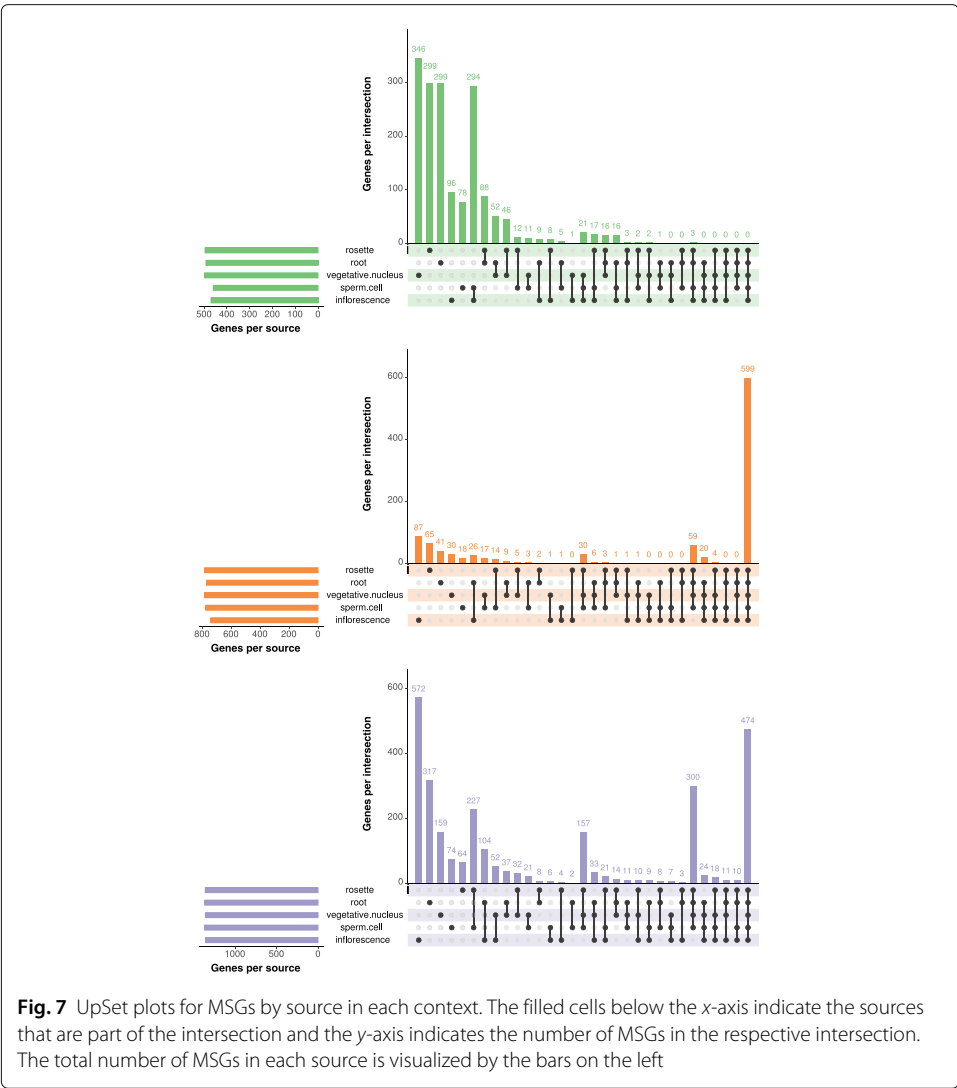 346
299
299
294
96
78
88
52
46
12 11 9 8 5 1 21 17 16 16 3 2 2 1 0 0 3 0 0 0 0 0
300
200
100
0
Genes per intersection
rosette
root
vegetative.nucleus
sperm.cell
inflorescence
500 400 300 200 100 0
Genes per source
599
87
65
41 30 18 26 17 14 9 5 3 2 1 1 0 30 6 3 1 1 1 0 0 0 0 59 20 4 0 0
600
400
200
0
Genes per intersection
rosette
root
vegetative.nucleus
sperm.cell
inflorescence
800 600 400 200 0
Genes per source
572
474
317
300
227
159
157
104
74 64 52 37 32 21 8 6 4 2 33 21 14 11 10 9 8 7 3 24 18 11 10
600
400
200
0
Genes per intersection
rosette
root
vegetative.nucleus
sperm.cell
inflorescence
1000 500 0
Genes per source
Fig. 7 UpSet plots for MSGs by source in each context. The filled cells below the x-axis indicate the sources
that are part of the intersection and the y-axis indicates the number of MSGs in the respective intersection.
The total number of MSGs in each source is visualized by the bars on the left